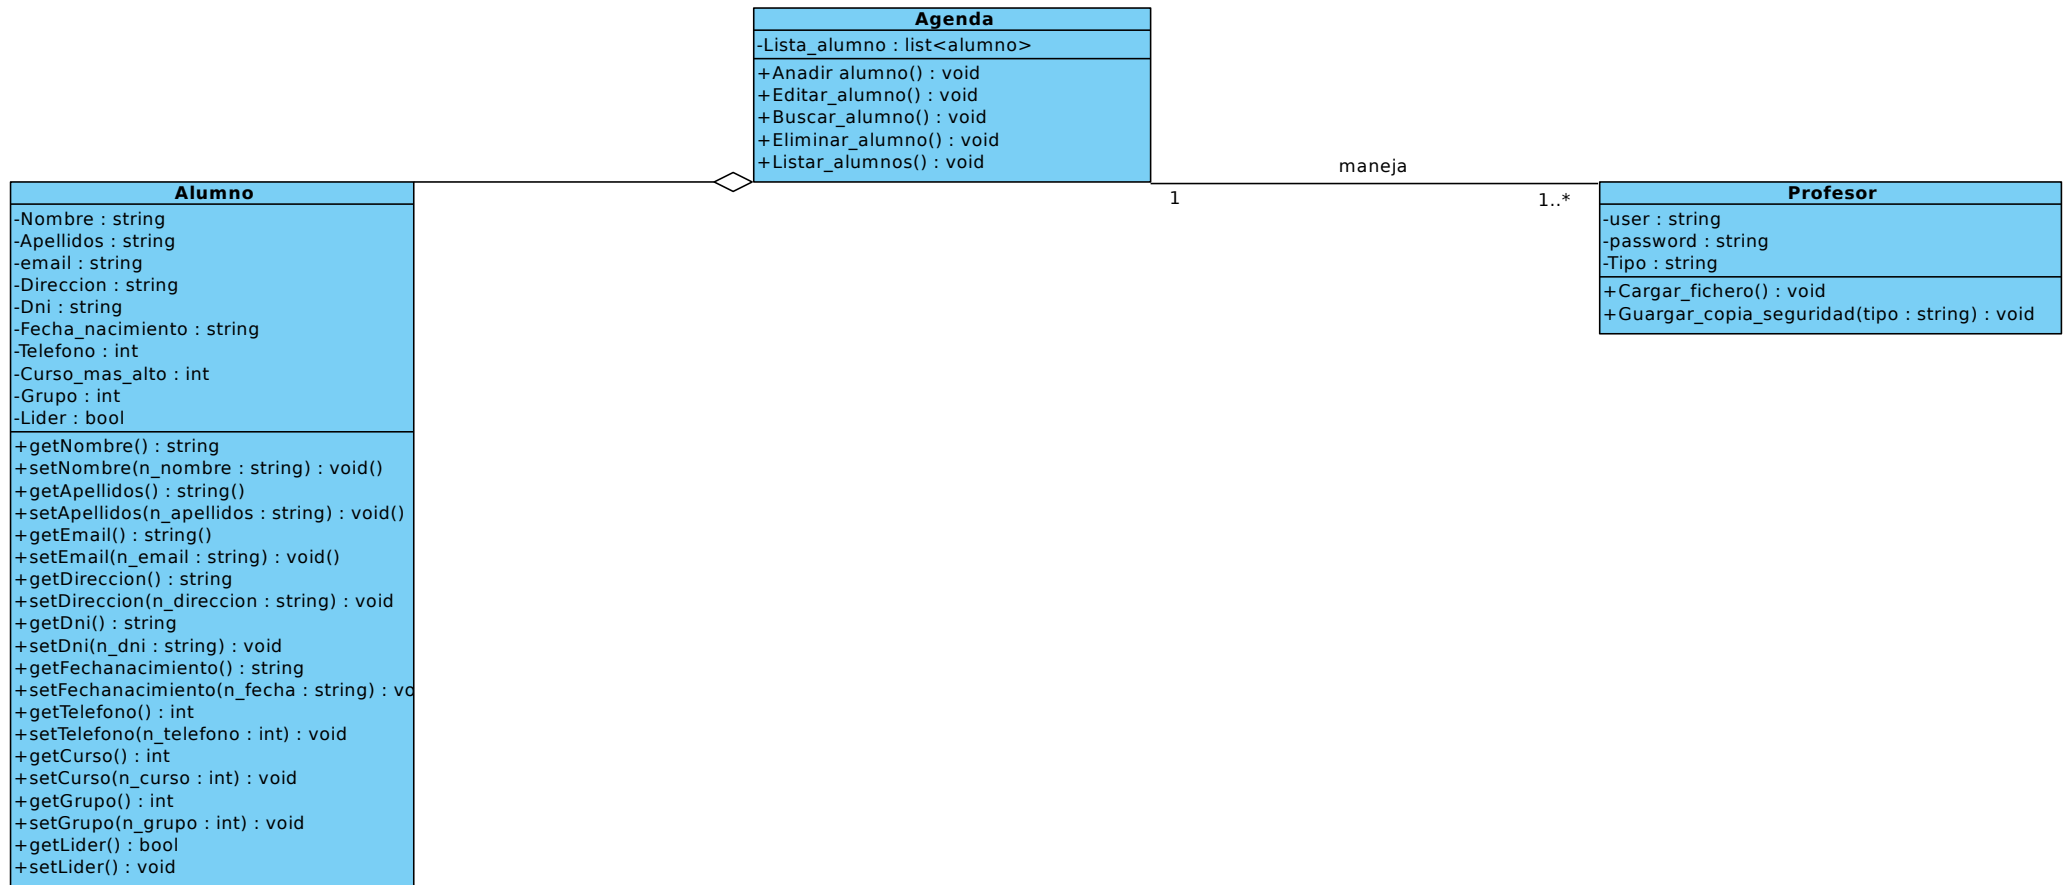 Agenda
-Lista_alumno : list<alumno>
+Anadir alumno() : void
+Editar_alumno() : void
+Buscar_alumno() : void
+Eliminar_alumno() : void
+Listar_alumnos() : void
maneja
1
1..*
Alumno
-Nombre : string
-Apellidos : string
-email : string
-Direccion : string
-Dni : string
-Fecha_nacimiento : string
-Telefono : int
-Curso_mas_alto : int
-Grupo : int
-Lider : bool
+getNombre() : string
+setNombre(n_nombre : string) : void()
+getApellidos() : string()
+setApellidos(n_apellidos : string) : void()
+getEmail() : string()
+setEmail(n_email : string) : void()
+getDireccion() : string
+setDireccion(n_direccion : string) : void
+getDni() : string
+setDni(n_dni : string) : void
+getFechanacimiento() : string
+setFechanacimiento(n_fecha : string) : vo
+getTelefono() : int
+setTelefono(n_telefono : int) : void
+getCurso() : int
+setCurso(n_curso : int) : void
+getGrupo() : int
+setGrupo(n_grupo : int) : void
+getLider() : bool
+setLider() : void
Profesor
-user : string
-password : string
-Tipo : string
+Cargar_fichero() : void
+Guargar_copia_seguridad(tipo : string) : void